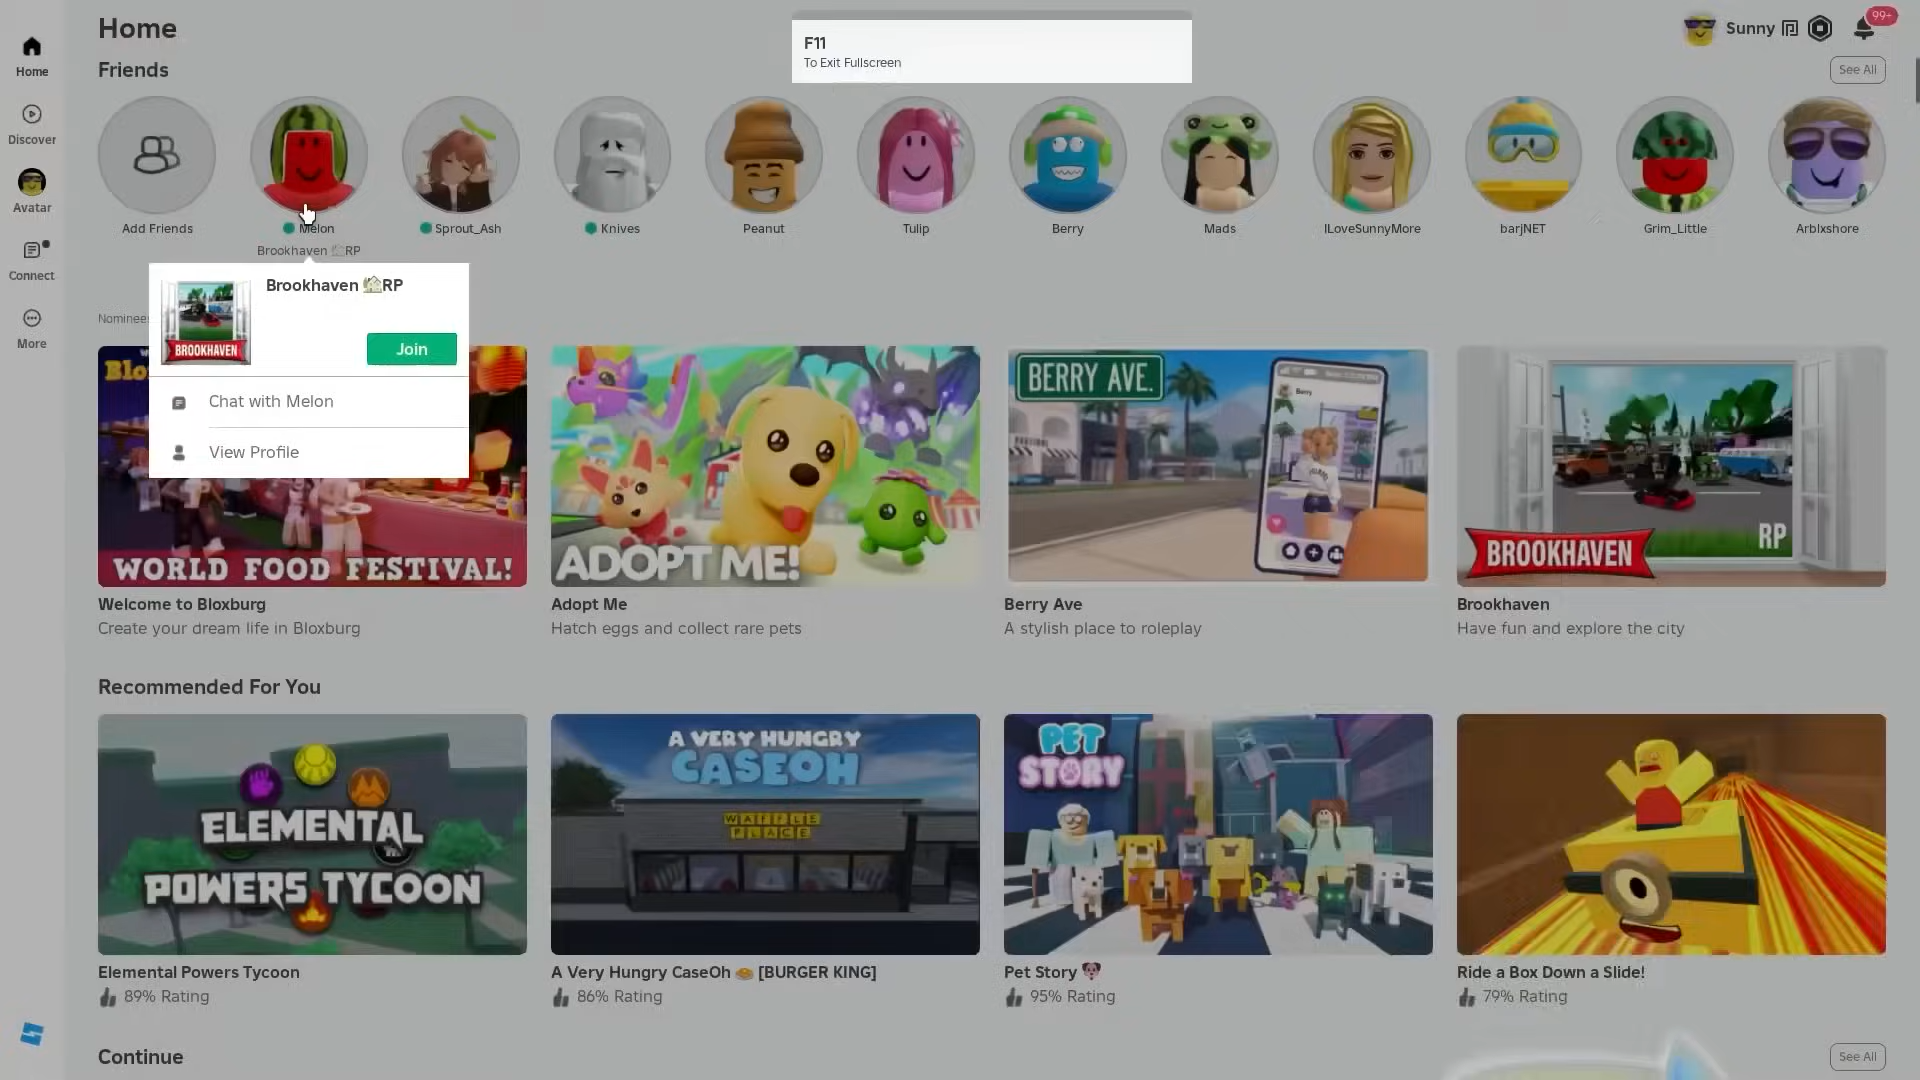 Home
F11
To Exit Fullscreen
Sunny
99+
Home
Friends
See All
Discover
Avatar
Connect
More
Add Friends
Melon
Brookhaven 🏠RP
Sprout_Ash
Knives
Peanut
Tulip
Berry
Mads
ILoveSunnyMore
barjNET
Grim_Little
Arblxshore
Brookhaven 🏠RP
BROOKHAVEN
Join
Chat with Melon
View Profile
WORLD FOOD FESTIVAL!
ADOPT ME!
BERRY AVE.
Berry
BROOKHAVEN
RP
Welcome to Bloxburg
Create your dream life in Bloxburg
Adopt Me
Hatch eggs and collect rare pets
Berry Ave
A stylish place to roleplay
Brookhaven
Have fun and explore the city
Recommended For You
ELEMENTAL
POWERS TYCOON
A VERY HUNGRY
CASEOH
WAFFLE
PLACE
PET
STORY
Elemental Powers Tycoon
89% Rating
A Very Hungry CaseOh 🍔 [BURGER KING]
86% Rating
Pet Story 🐶
95% Rating
Ride a Box Down a Slide!
79% Rating
Continue
See All